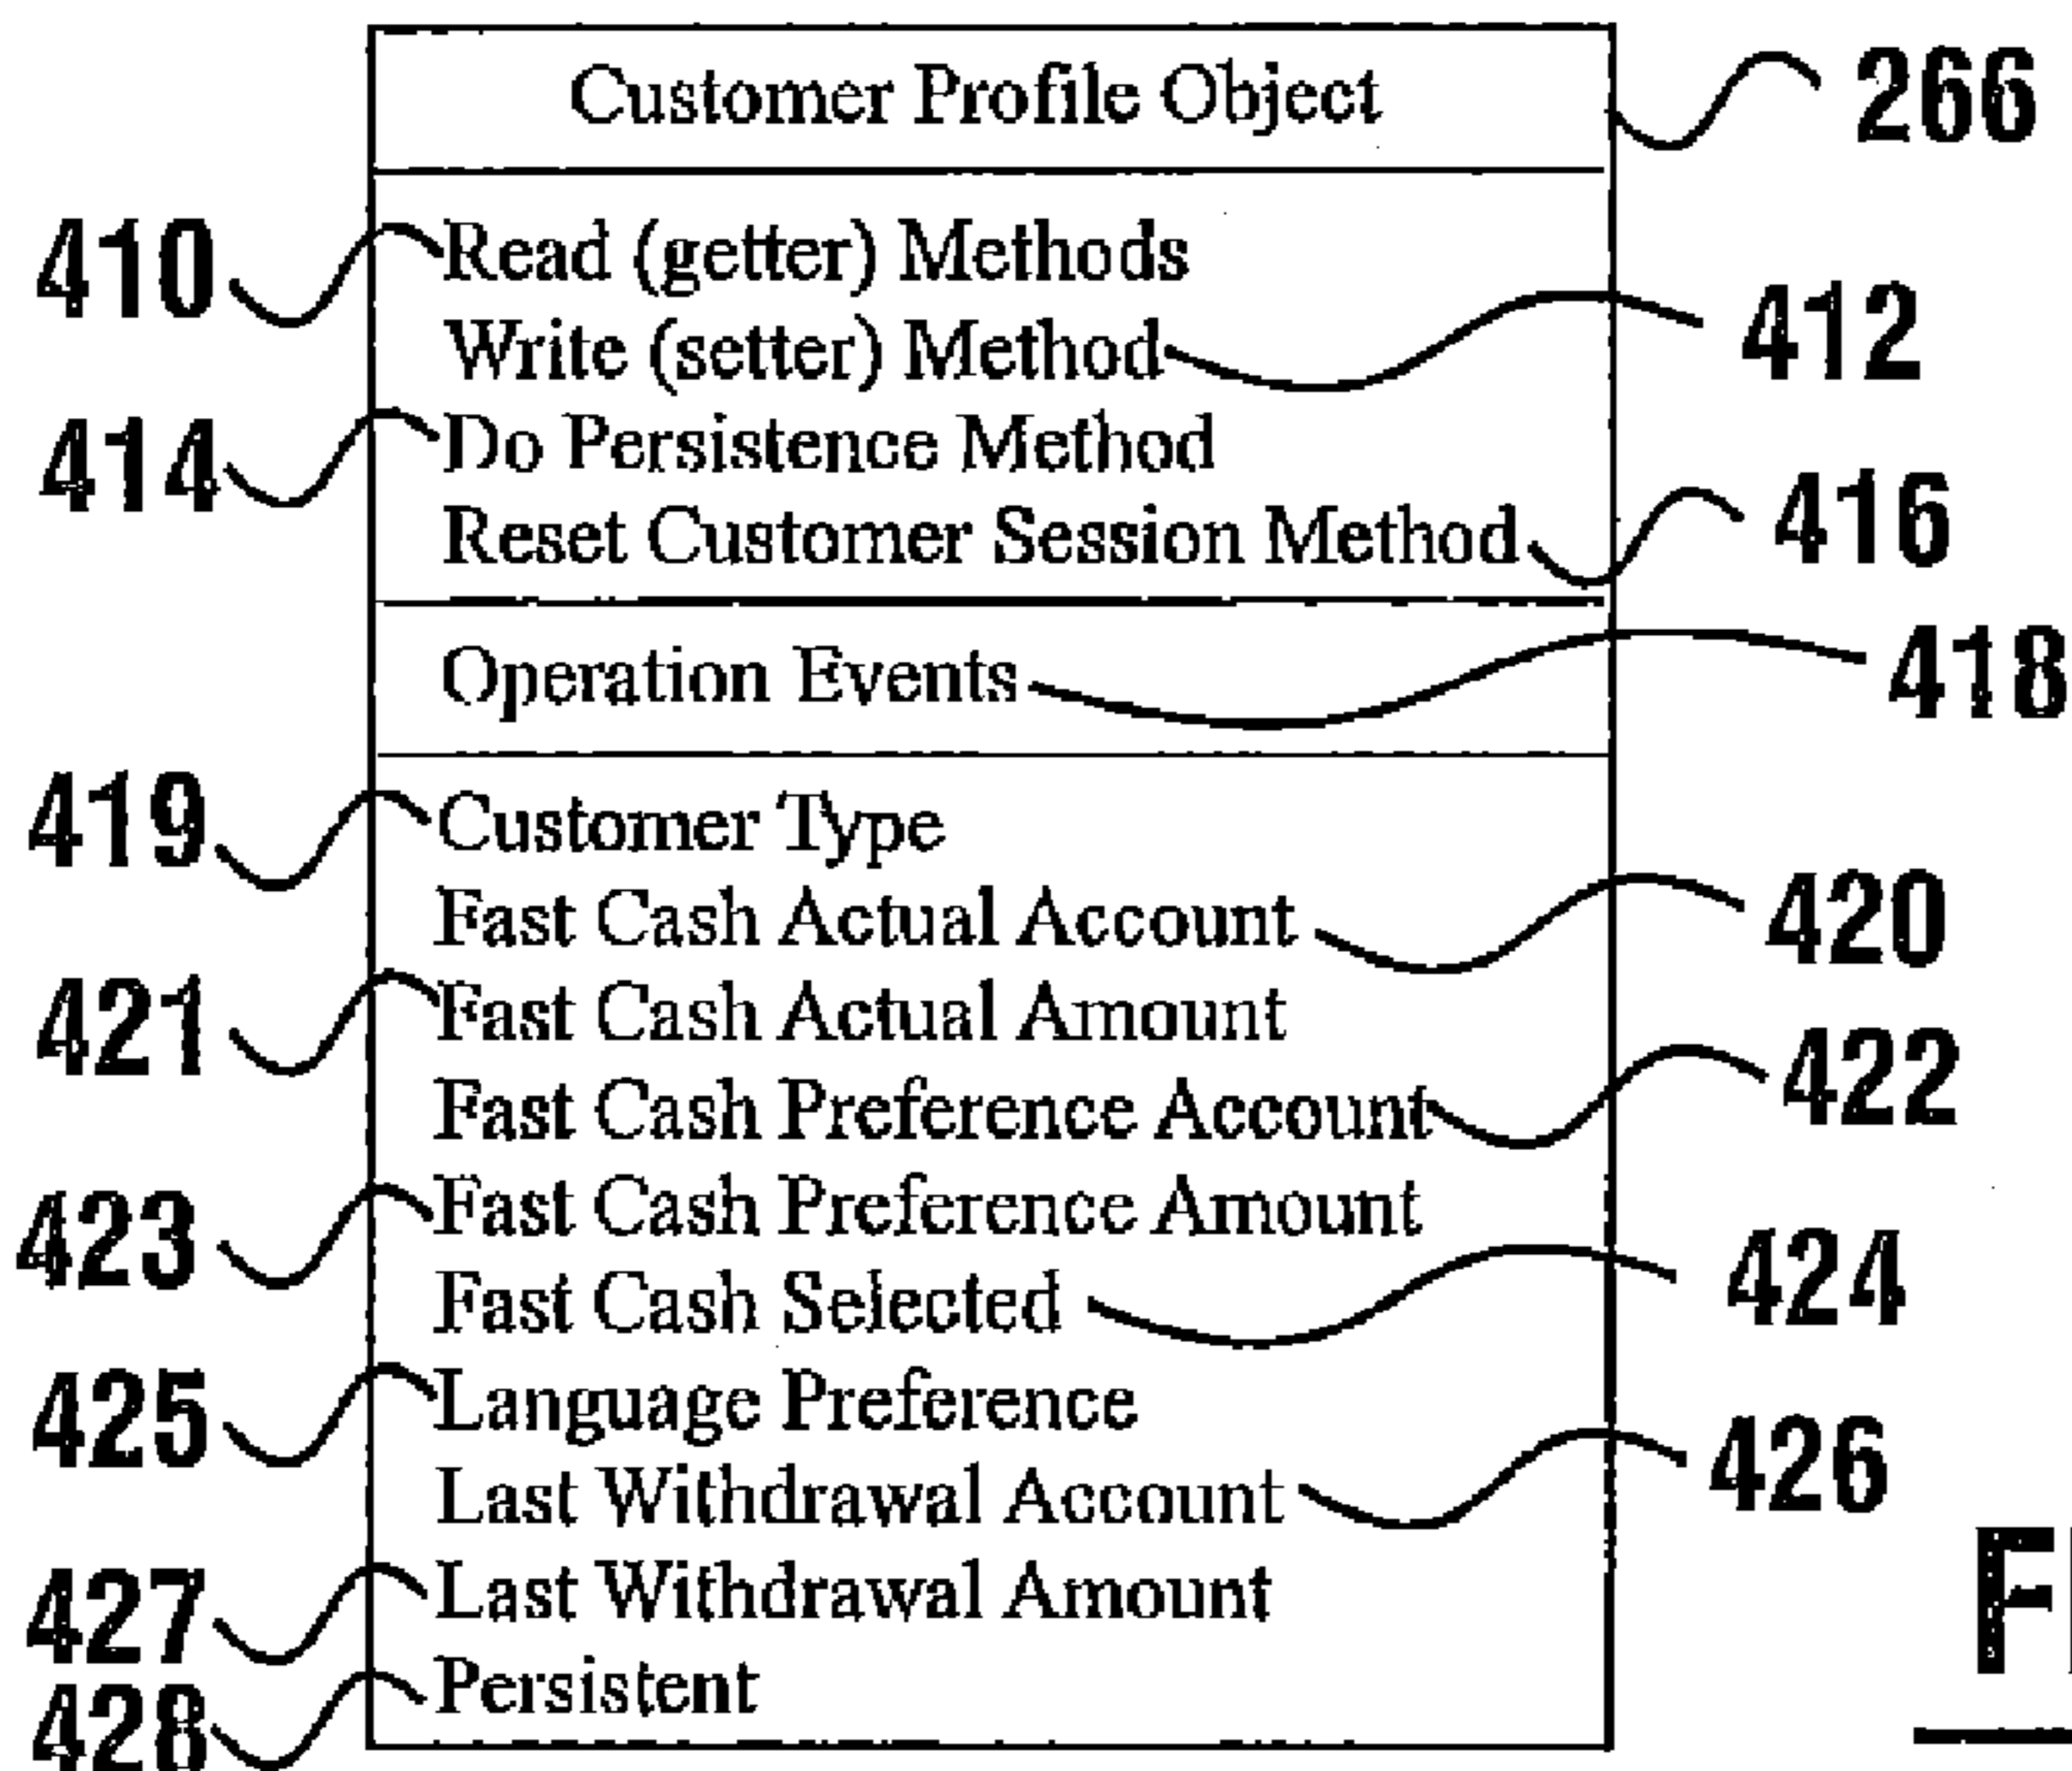 Customer Profile Object 266
410 Read (getter) Methods
Write (setter) Method 412
414 Do Persistence Method
Reset Customer Session Method 416
Operation Events 418
419 Customer Type
Fast Cash Actual Account 420
421 Fast Cash Actual Amount
Fast Cash Preference Account 422
423 Fast Cash Preference Amount
Fast Cash Selected 424
425 Language Preference
Last Withdrawal Account 426
427 Last Withdrawal Amount
428 Persistent